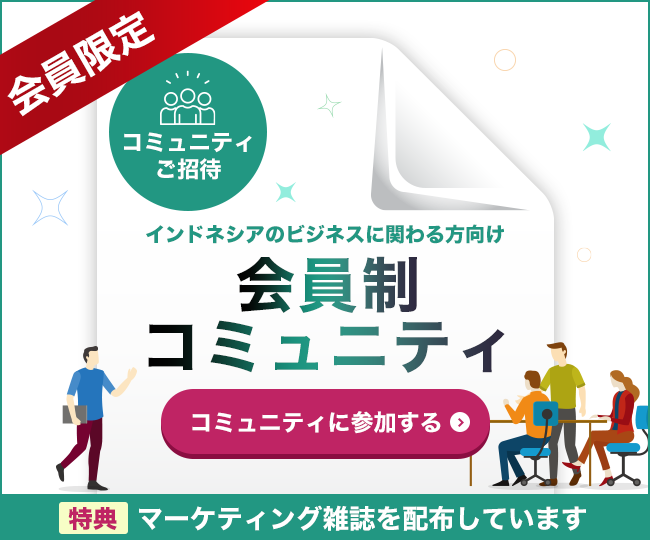 会員限定
コミュニティ
ご招待
インドネシアのビジネスに関わる方向け
会員制
コミュニティ
コミュニティに参加する
特典 マーケティング雑誌を配布しています